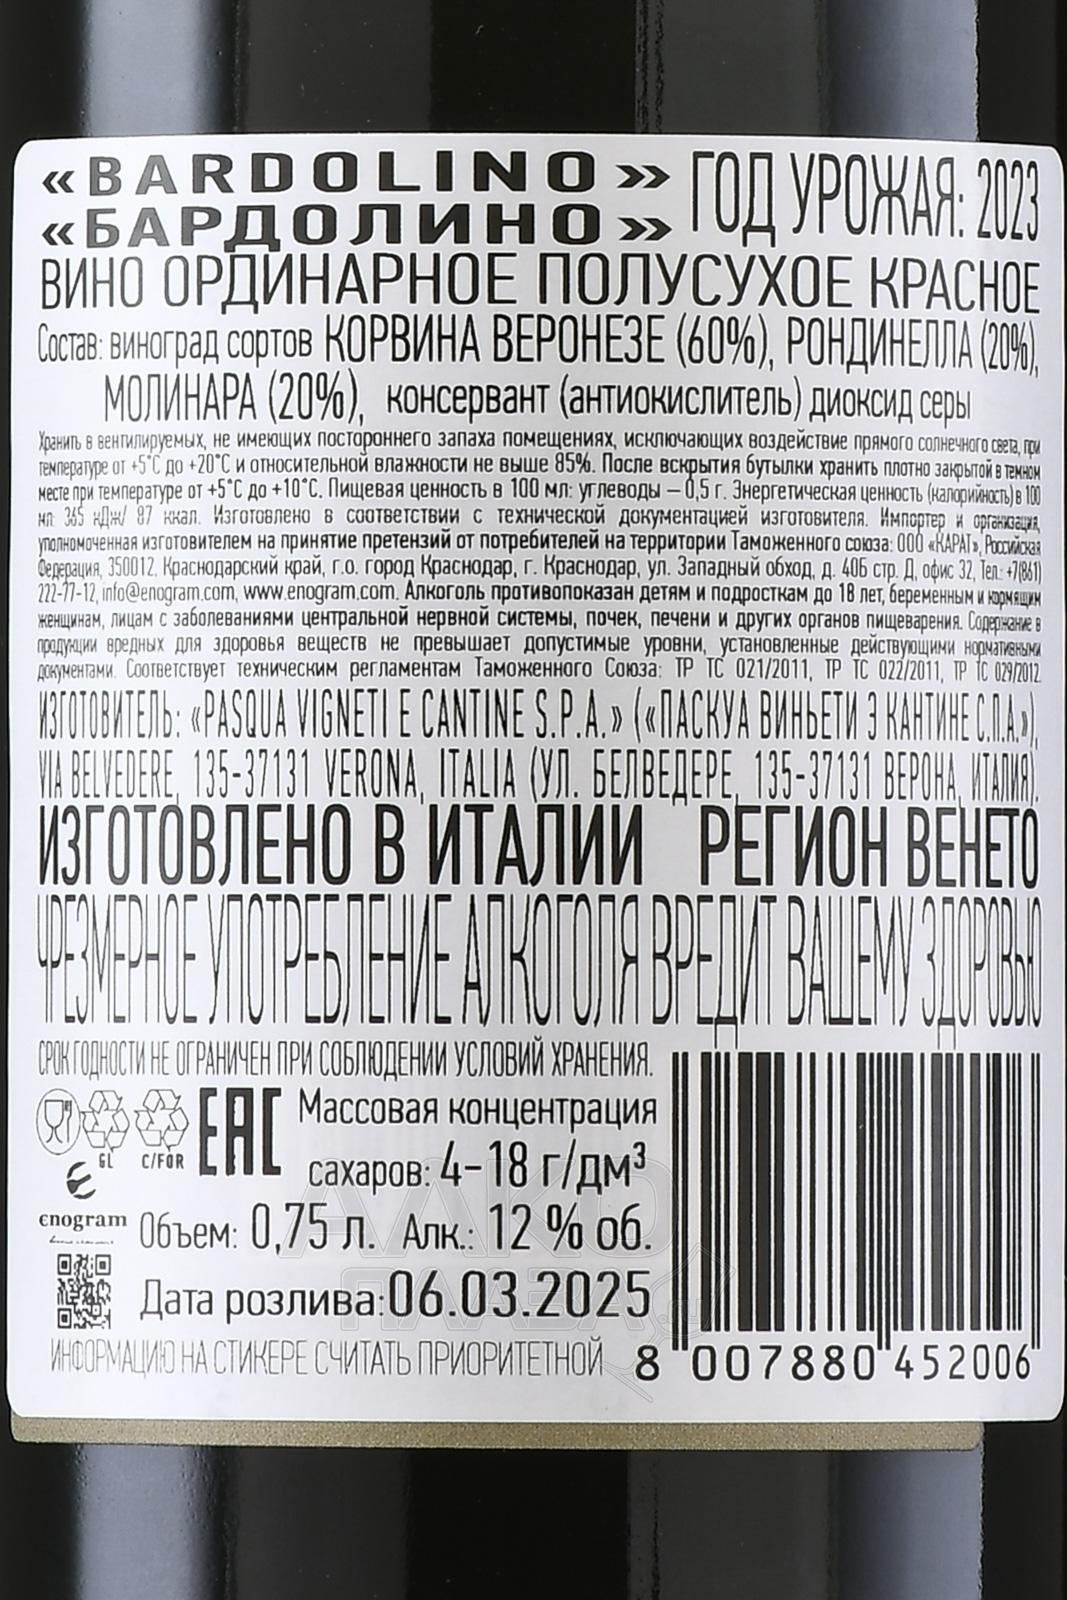 «BARDOLINO»
«БАРДОЛИНО»
ГОД УРОЖАЯ: 2023
ВИНО ОРДИНАРНОЕ ПОЛУСУХОЕ КРАСНОЕ
Состав: виноград сортов КОРВИНА ВЕРОНЕЗЕ (60%), РОНДИНЕЛЛА (20%),
МОЛИНАРА (20%), консервант (антиокислитель) диоксид серы
Хранить в вентилируемых, не имеющих постороннего запаха помещениях, исключающих воздействие прямого солнечного света, при
температуре от +5°С до +20°С и относительной влажности не выше 85%. После вскрытия бутылки хранить плотно закрытой в темном
месте при температуре от +5°С до +10°С. Пищевая ценность в 100 мл: углеводы – 0,5 г. Энергетическая ценность (калорийность) в 100
мл: 365 кДж/ 87 ккал. Изготовлено в соответствии с технической документацией изготовителя. Импортер и организация,
уполномоченная изготовителем на принятие претензий от потребителей на территории Таможенного союза: ООО «КАРАТ», Российская
Федерация, 350012, Краснодарский край, г.о. город Краснодар, г. Краснодар, ул. Западный обход, д. 40Б стр. Д, офис 32, Тел.: +7(861)
222-77-12, info@enogram.com, www.enogram.com. Алкоголь противопоказан детям и подросткам до 18 лет, беременным и кормящим
женщинам, лицам с заболеваниями центральной нервной системы, почек, печени и других органов пищеварения. Содержание в
продукции вредных для здоровья веществ не превышает допустимые уровни, установленные действующими нормативными
документами. Соответствует техническим регламентам Таможенного Союза: ТР ТС 021/2011, ТР ТС 022/2011, ТР ТС 029/2012.
ИЗГОТОВИТЕЛЬ: «PASQUA VIGNETI E CANTINE S.P.A.» («ПАСКУА ВИНЬЕТИ Э КАНТИНЕ С.П.А.»),
VIA BELVEDERE, 135-37131 VERONA, ITALIA (УЛ. БЕЛВЕДЕРЕ, 135-37131 ВЕРОНА, ИТАЛИЯ).
ИЗГОТОВЛЕНО В ИТАЛИИ РЕГИОН ВЕНЕТО
ЧРЕЗМЕРНОЕ УПОТРЕБЛЕНИЕ АЛКОГОЛЯ ВРЕДИТ ВАШЕМУ ЗДОРОВЬЮ
СРОК ГОДНОСТИ НЕ ОГРАНИЧЕН ПРИ СОБЛЮДЕНИИ УСЛОВИЙ ХРАНЕНИЯ.
GL C/FOR EAC
Массовая концентрация
сахаров: 4–18 г/дм³
enogram
Объем: 0,75 л. Алк.: 12 % об.
Дата розлива: 06.03.2025
ИНФОРМАЦИЮ НА СТИКЕРЕ СЧИТАТЬ ПРИОРИТЕТНОЙ
8 007880 452006
АЛКО
ПЛАZА.ru